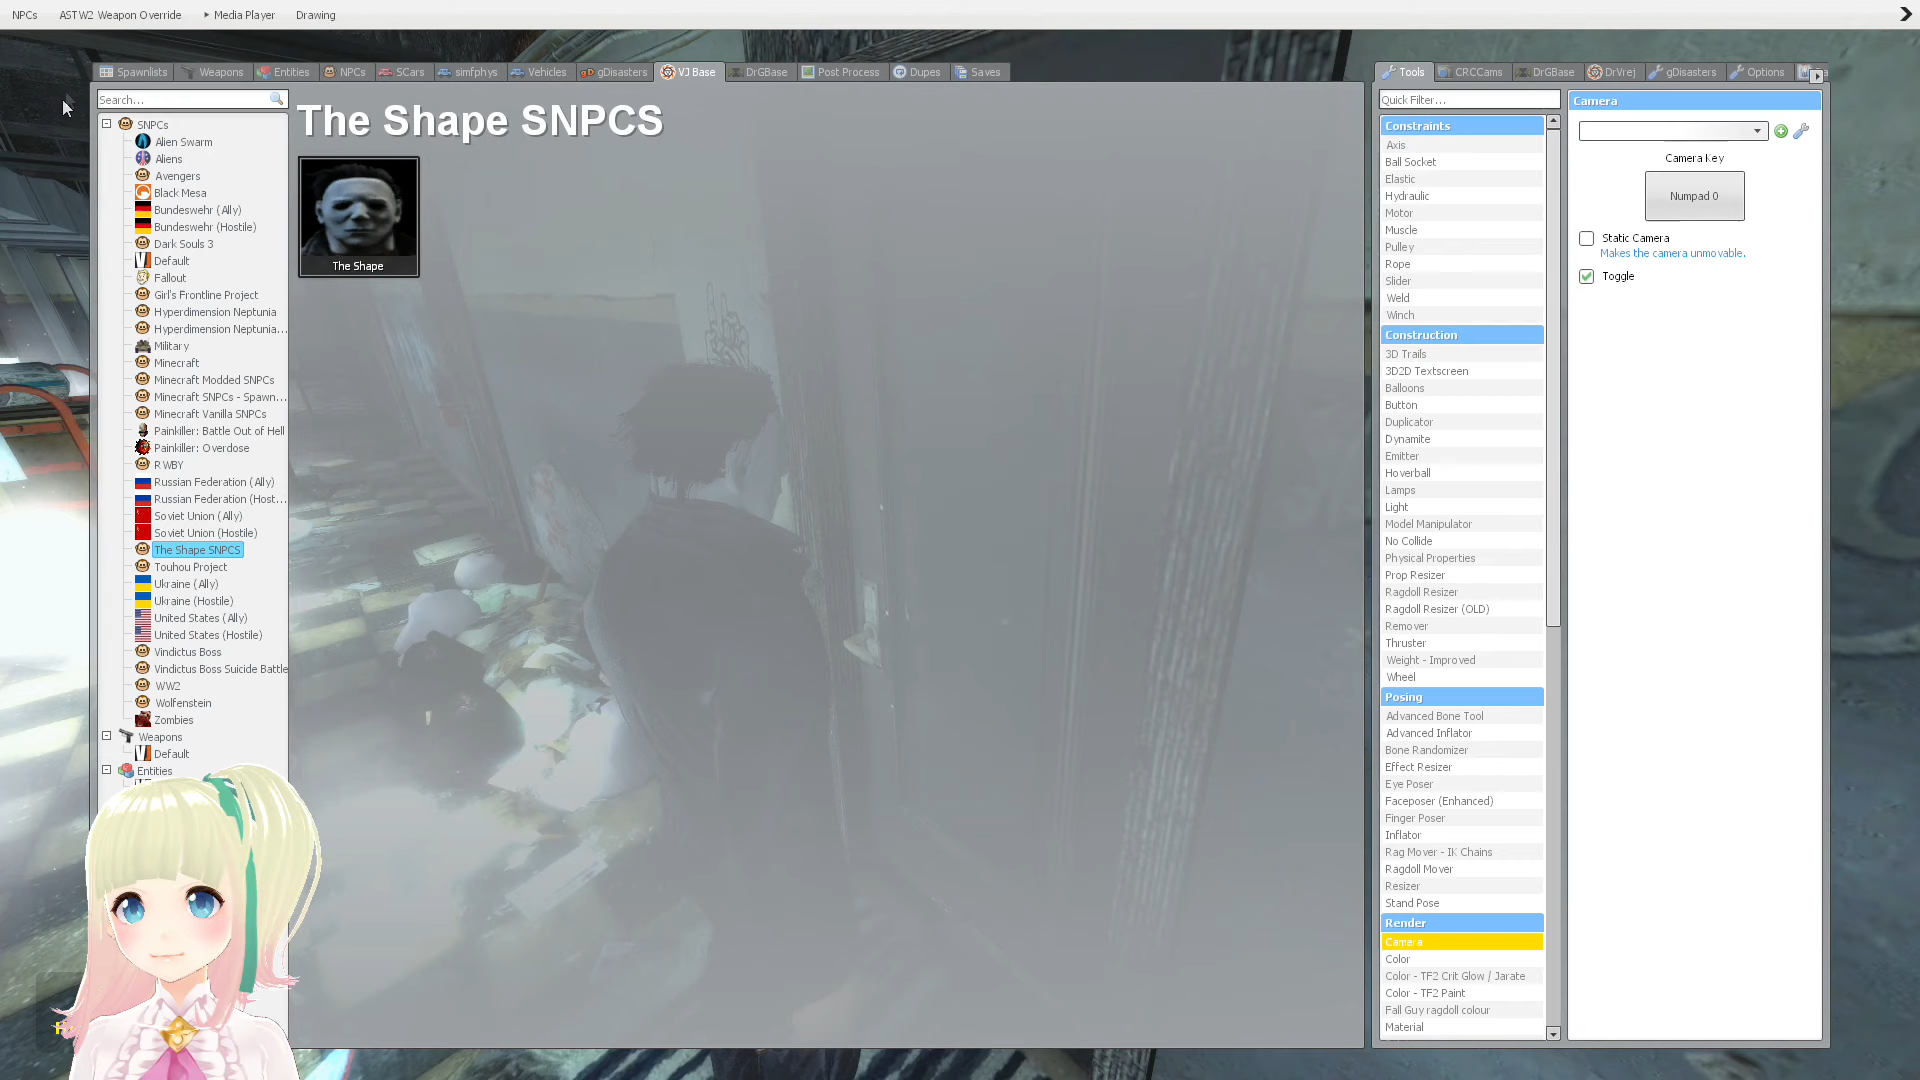 NPCs
ASTW2 Weapon Override
Media Player
Drawing
Spawnlists
Weapons
Entities
NPCs
SCars
simfphys
Vehicles
gDisasters
VJ Base
DrGBase
Post Process
Dupes
Saves
Search...
SNPCs
Alien Swarm
Aliens
Avengers
Black Mesa
Bundeswehr (Ally)
Bundeswehr (Hostile)
Dark Souls 3
Default
Fallout
Girl's Frontline Project
Hyperdimension Neptunia
Hyperdimension Neptunia...
Military
Minecraft
Minecraft Modded SNPCs
Minecraft SNPCs - Spawn...
Minecraft Vanilla SNPCs
Painkiller: Battle Out of Hell
Painkiller: Overdose
RWBY
Russian Federation (Ally)
Russian Federation (Host...
Soviet Union (Ally)
Soviet Union (Hostile)
The Shape SNPCS
Touhou Project
Ukraine (Ally)
Ukraine (Hostile)
United States (Ally)
United States (Hostile)
Vindictus Boss
Vindictus Boss Suicide Battle
WW2
Wolfenstein
Zombies
Weapons
Default
Entities
The Shape SNPCS
The Shape
Tools
CRCCams
DrGBase
DrVrej
gDisasters
Options
Quick Filter...
Constraints
Axis
Ball Socket
Elastic
Hydraulic
Motor
Muscle
Pulley
Rope
Slider
Weld
Winch
Construction
3D Trails
3D2D Textscreen
Balloons
Button
Duplicator
Dynamite
Emitter
Hoverball
Lamps
Light
Model Manipulator
No Collide
Physical Properties
Prop Resizer
Ragdoll Resizer
Ragdoll Resizer (OLD)
Remover
Thruster
Weight - Improved
Wheel
Posing
Advanced Bone Tool
Advanced Inflator
Bone Randomizer
Effect Resizer
Eye Poser
Faceposer (Enhanced)
Finger Poser
Inflator
Rag Mover - IK Chains
Ragdoll Mover
Resizer
Stand Pose
Render
Camera
Color
Color - TF2 Crit Glow / Jarate
Color - TF2 Paint
Fall Guy ragdoll colour
Material
Camera
Camera Key
Numpad 0
Static Camera
Makes the camera unmovable.
Toggle